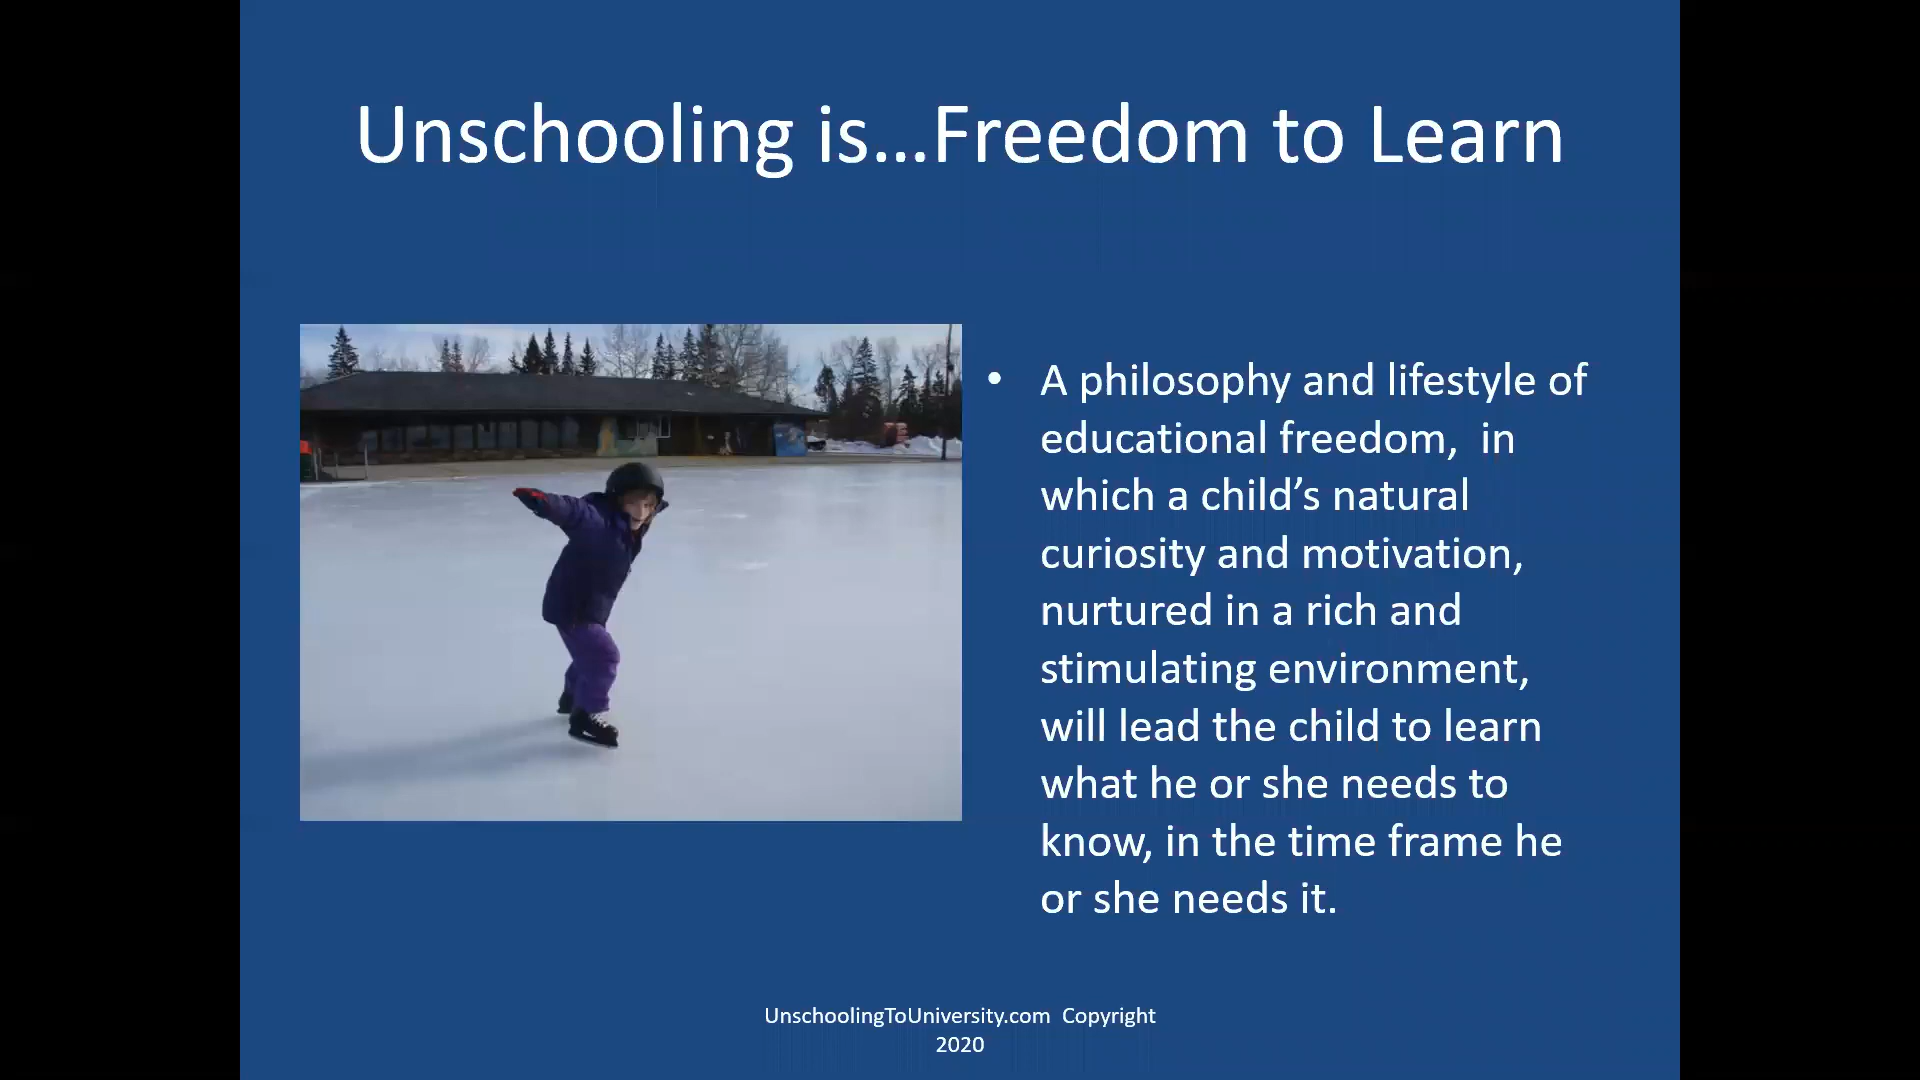 Unschooling is...Freedom to Learn
• A philosophy and lifestyle of
educational freedom,  in
which a child’s natural
curiosity and motivation,
nurtured in a rich and
stimulating environment,
will lead the child to learn
what he or she needs to
know, in the time frame he
or she needs it.
UnschoolingToUniversity.com  Copyright
2020